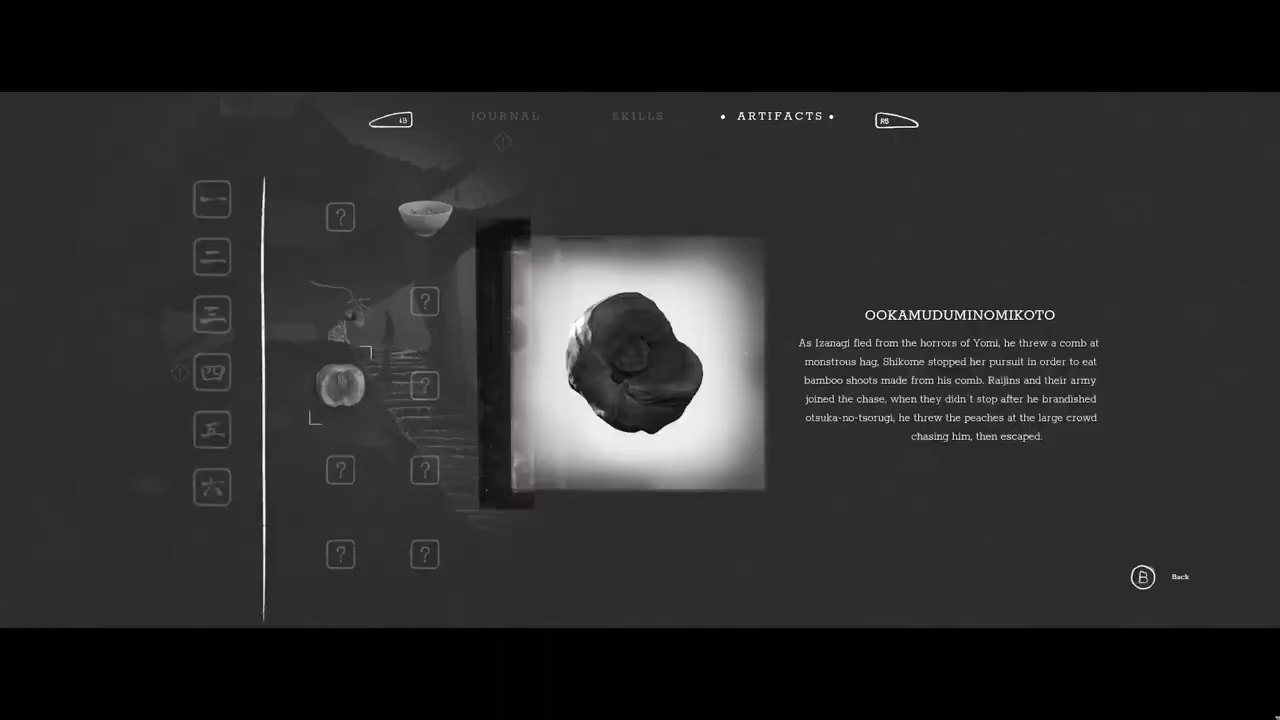 LB
JOURNAL
SKILLS
• ARTIFACTS •
RB
一
二
三
四
五
六
?
?
?
?
?
?
?
OOKAMUDUMINOMIKOTO
As Izanagi fled from the horrors of Yomi, he threw a comb at
monstrous hag, Shikome stopped her pursuit in order to eat
bamboo shoots made from his comb. Raijins and their army
joined the chase, when they didn't stop after he brandished
otsuka-no-tsorugi, he threw the peaches at the large crowd
chasing him, then escaped.
B
Back